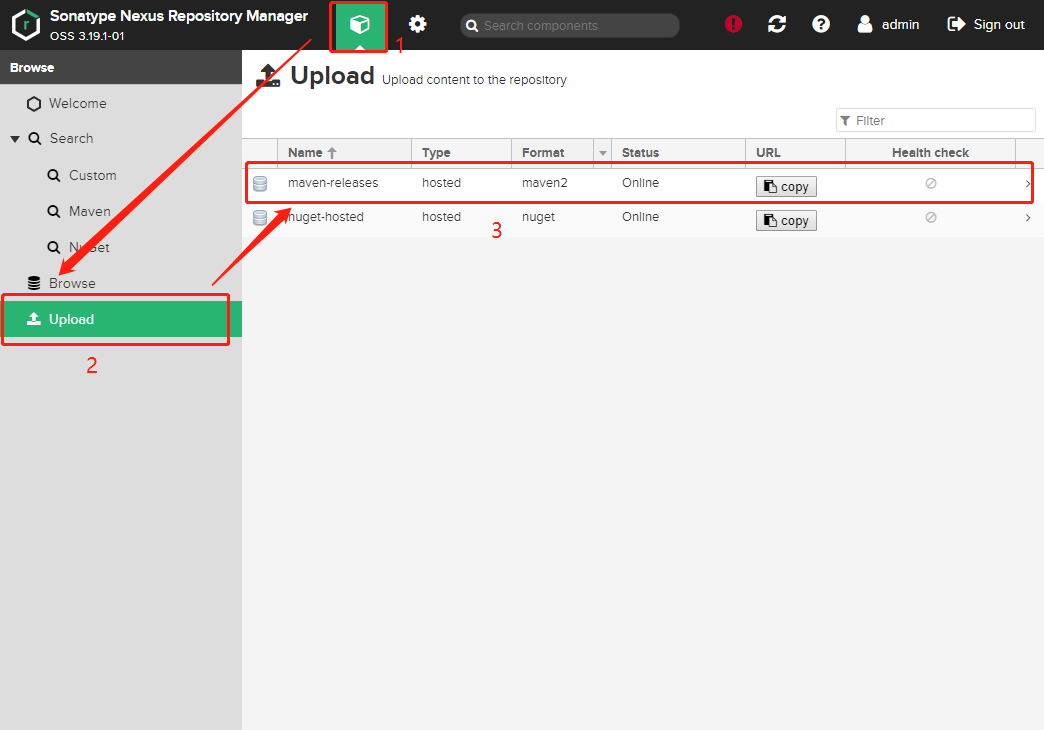 Sonatype Nexus Repository Manager
OSS 3.19.1-01
Search components
admin
Sign out
1
Browse
Welcome
Search
Custom
Maven
NuGet
Browse
Upload
2
Upload Upload content to the repository
Filter
Name Type Format Status URL Health check
maven-releases hosted maven2 Online copy
nuget-hosted hosted nuget Online copy
3